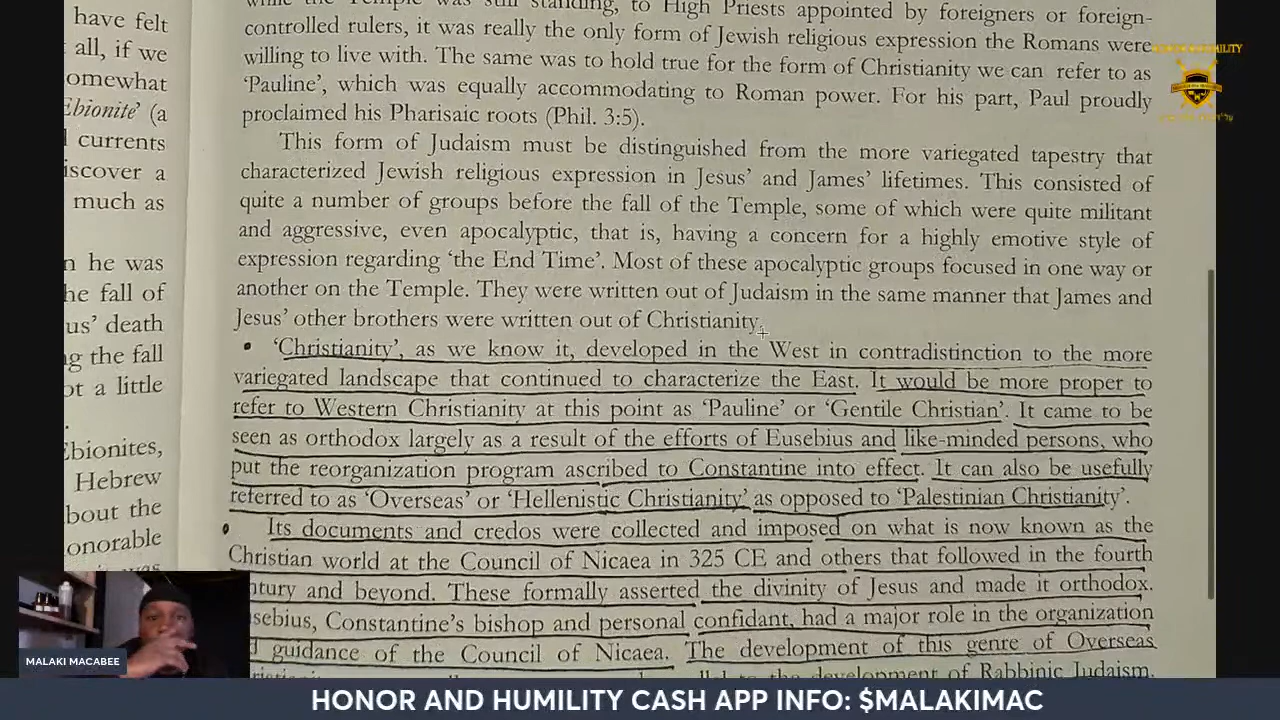 have felt
all, if we
omewhat
Ebionite' (a
currents
iscover a
much as
n he was
he fall of
us' death
ng the fall
ot a little
Ebionites,
Hebrew
bout the
onorable
while the Temple was still standing, to High Priests appointed by foreigners or foreign-
controlled rulers, it was really the only form of Jewish religious expression the Romans were
willing to live with. The same was to hold true for the form of Christianity we can refer to as
'Pauline', which was equally accommodating to Roman power. For his part, Paul proudly
proclaimed his Pharisaic roots (Phil. 3:5).
This form of Judaism must be distinguished from the more variegated tapestry that
characterized Jewish religious expression in Jesus' and James' lifetimes. This consisted of
quite a number of groups before the fall of the Temple, some of which were quite militant
and aggressive, even apocalyptic, that is, having a concern for a highly emotive style of
expression regarding 'the End Time'. Most of these apocalyptic groups focused in one way or
another on the Temple. They were written out of Judaism in the same manner that James and
Jesus' other brothers were written out of Christianity.
• 'Christianity', as we know it, developed in the West in contradistinction to the more
variegated landscape that continued to characterize the East. It would be more proper to
refer to Western Christianity at this point as 'Pauline' or 'Gentile Christian'. It came to be
seen as orthodox largely as a result of the efforts of Eusebius and like-minded persons, who
put the reorganization program ascribed to Constantine into effect. It can also be usefully
referred to as 'Overseas' or 'Hellenistic Christianity' as opposed to 'Palestinian Christianity'.
• Its documents and credos were collected and imposed on what is now known as the
Christian world at the Council of Nicaea in 325 CE and others that followed in the fourth
ntury and beyond. These formally asserted the divinity of Jesus and made it orthodox.
sebius, Constantine's bishop and personal confidant, had a major role in the organization
d guidance of the Council of Nicaea. The development of this genre of Overseas
development of Rabbinic Judaism.
MALAKI MACABEE
HONOR AND HUMILITY CASH APP INFO: $MALAKIMAC